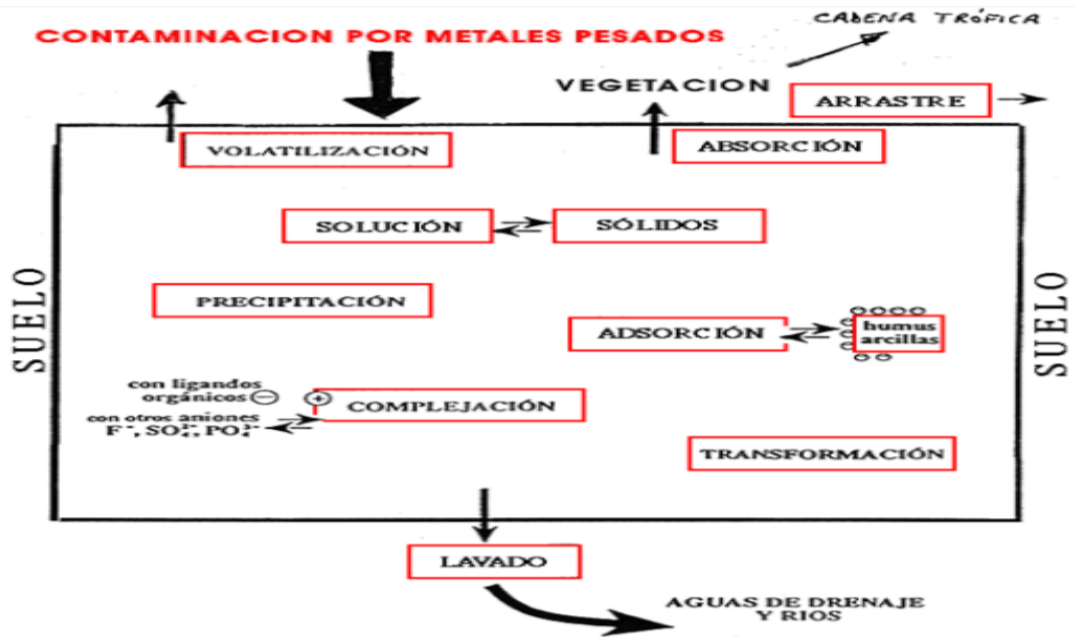 CADENA TRÓFICA
CONTAMINACION POR METALES PESADOS
VEGETACION
ARRASTRE
VOLATILIZACIÓN
ABSORCIÓN
SOLUCIÓN
SÓLIDOS
SUELO
SUELO
PRECIPITACIÓN
ADSORCIÓN
humus
arcillas
con ligandos
orgánicos ⊖
⊕ COMPLEJACIÓN
con otros aniones
F⁻, SO₄²⁻, PO₄³⁻
TRANSFORMACIÓN
LAVADO
AGUAS DE DRENAJE
Y RIOS